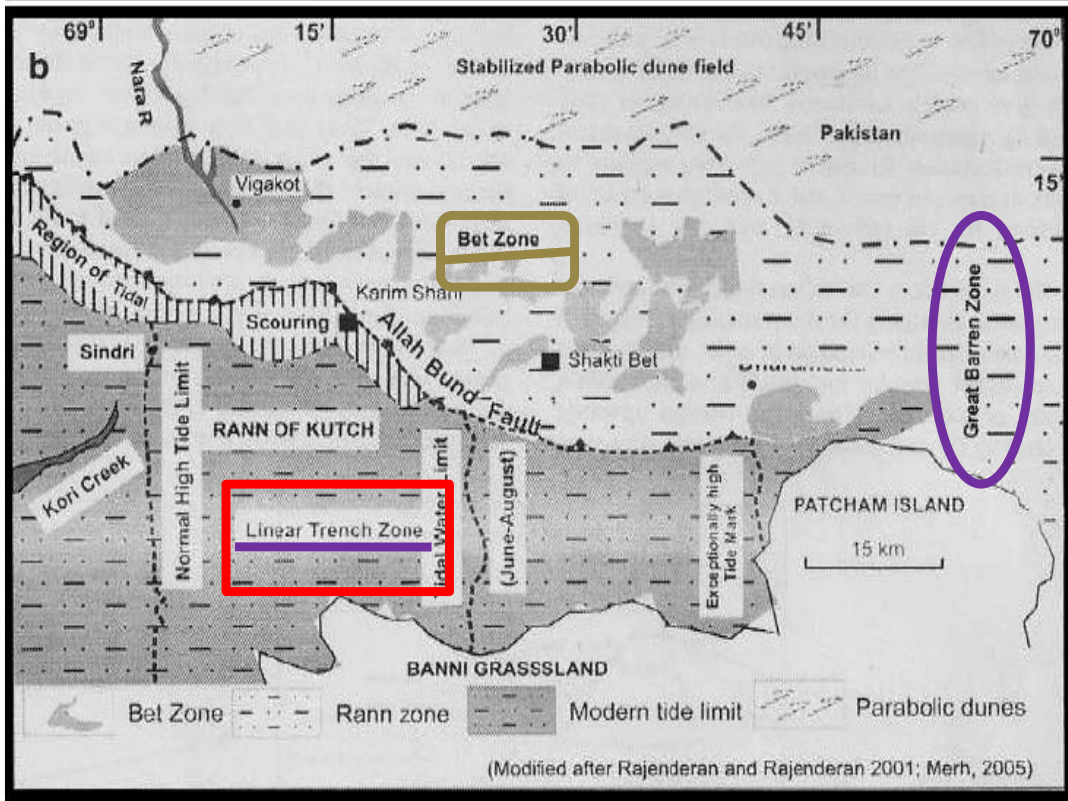 69°
15'
30'
45'
70°
b
Nara R
Stabilized Parabolic dune field
Pakistan
15'
Vigakot
Bet Zone
Region of Tidal
Karim Shahi
Scouring
Allah Bund Fault
Shakti Bet
Sindri
Great Barren Zone
RANN OF KUTCH
Normal High Tide Limit
Kori Creek
Linear Trench Zone
Tidal Water Limit
(June-August)
Exceptionally high
Tide Mark
PATCHAM ISLAND
15 km
BANNI GRASSSLAND
Bet Zone
Rann zone
Modern tide limit
Parabolic dunes
(Modified after Rajenderan and Rajenderan 2001; Merh, 2005)